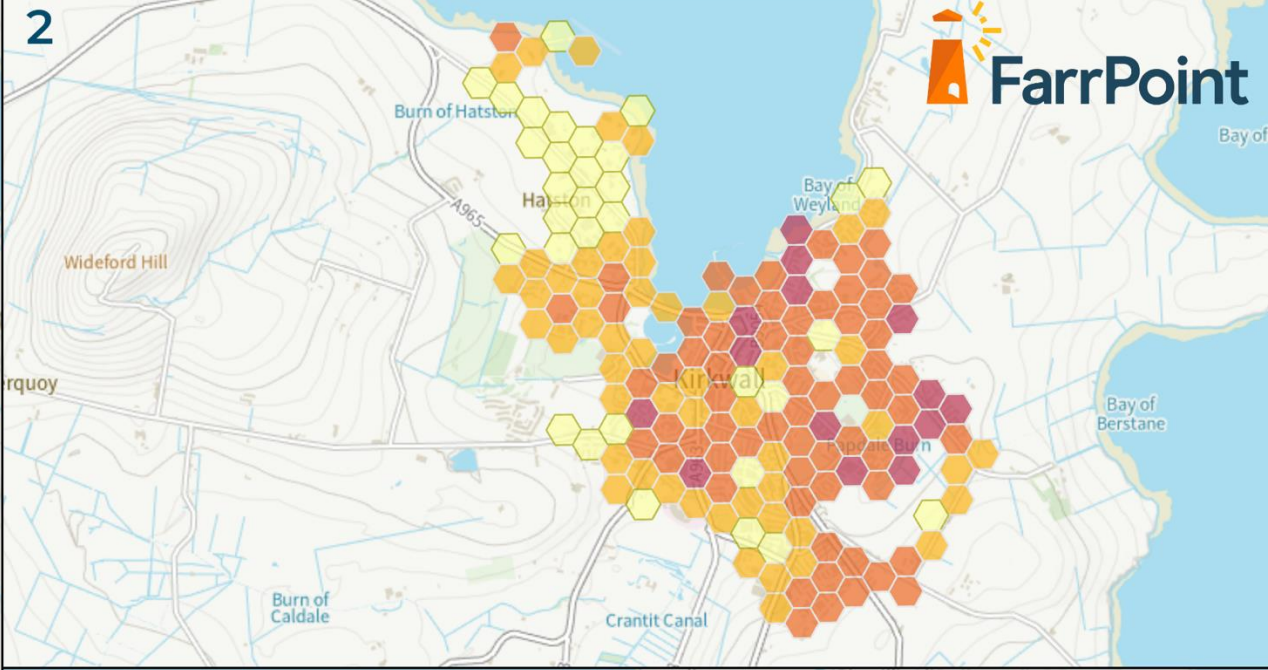 2
FarrPoint
Burn of Hatston
Bay of
Hatston
A965
Bay of
Weyland
Wideford Hill
Kirkwall
erquoy
Bay of
Berstane
Papdale Burn
Burn of
Caldale
Crantit Canal